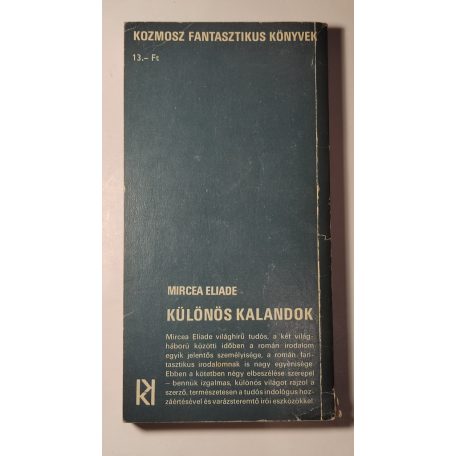 KOZMOSZ FANTASZTIKUS KÖNYVEK
13.– Ft
MIRCEA ELIADE
KÜLÖNÖS KALANDOK
Mircea Eliade világhírű tudós, a két világ-
háború közötti időben a román irodalom
egyik jelentős személyisége, a román fan-
tasztikus irodalomnak is nagy egyénisége.
Ebben a kötetben négy elbeszélése szerepel
– bennük izgalmas, különös világot rajzol a
szerző, természetesen a tudós indológus hoz-
záértésével és varázsteremtő írói eszközökkel.